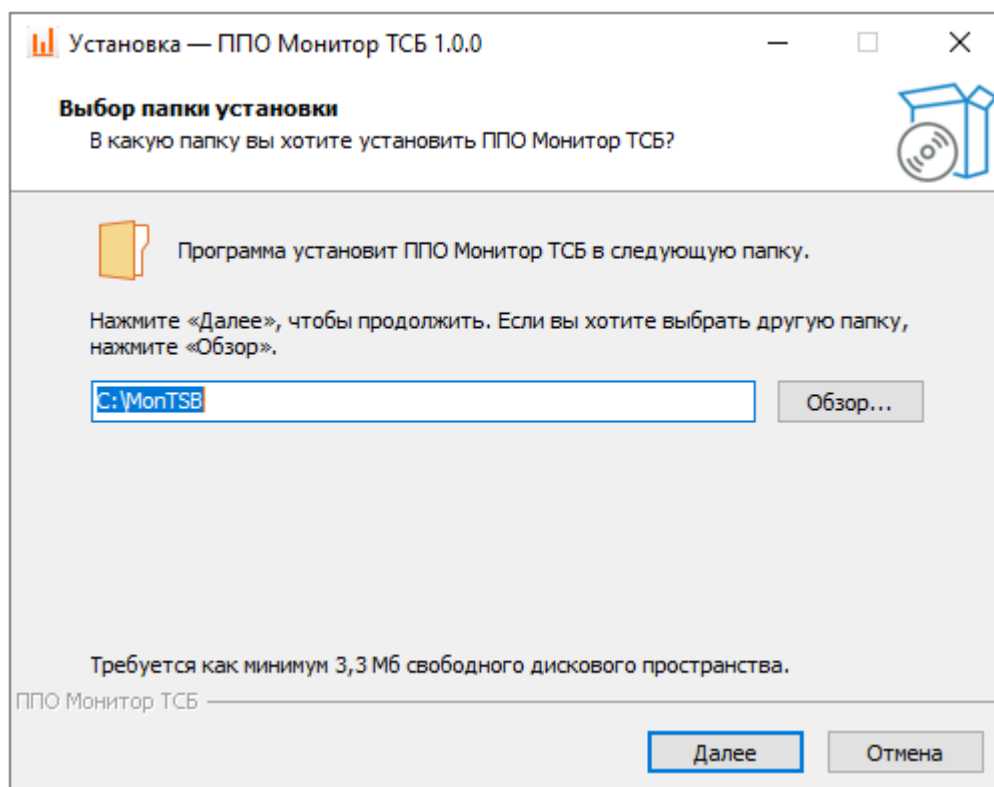 Установка — ППО Монитор ТСБ 1.0.0
Выбор папки установки
В какую папку вы хотите установить ППО Монитор ТСБ?
Программа установит ППО Монитор ТСБ в следующую папку.
Нажмите «Далее», чтобы продолжить. Если вы хотите выбрать другую папку,
нажмите «Обзор».
C:\MonTSB
Обзор...
Требуется как минимум 3,3 Мб свободного дискового пространства.
ППО Монитор ТСБ
Далее
Отмена